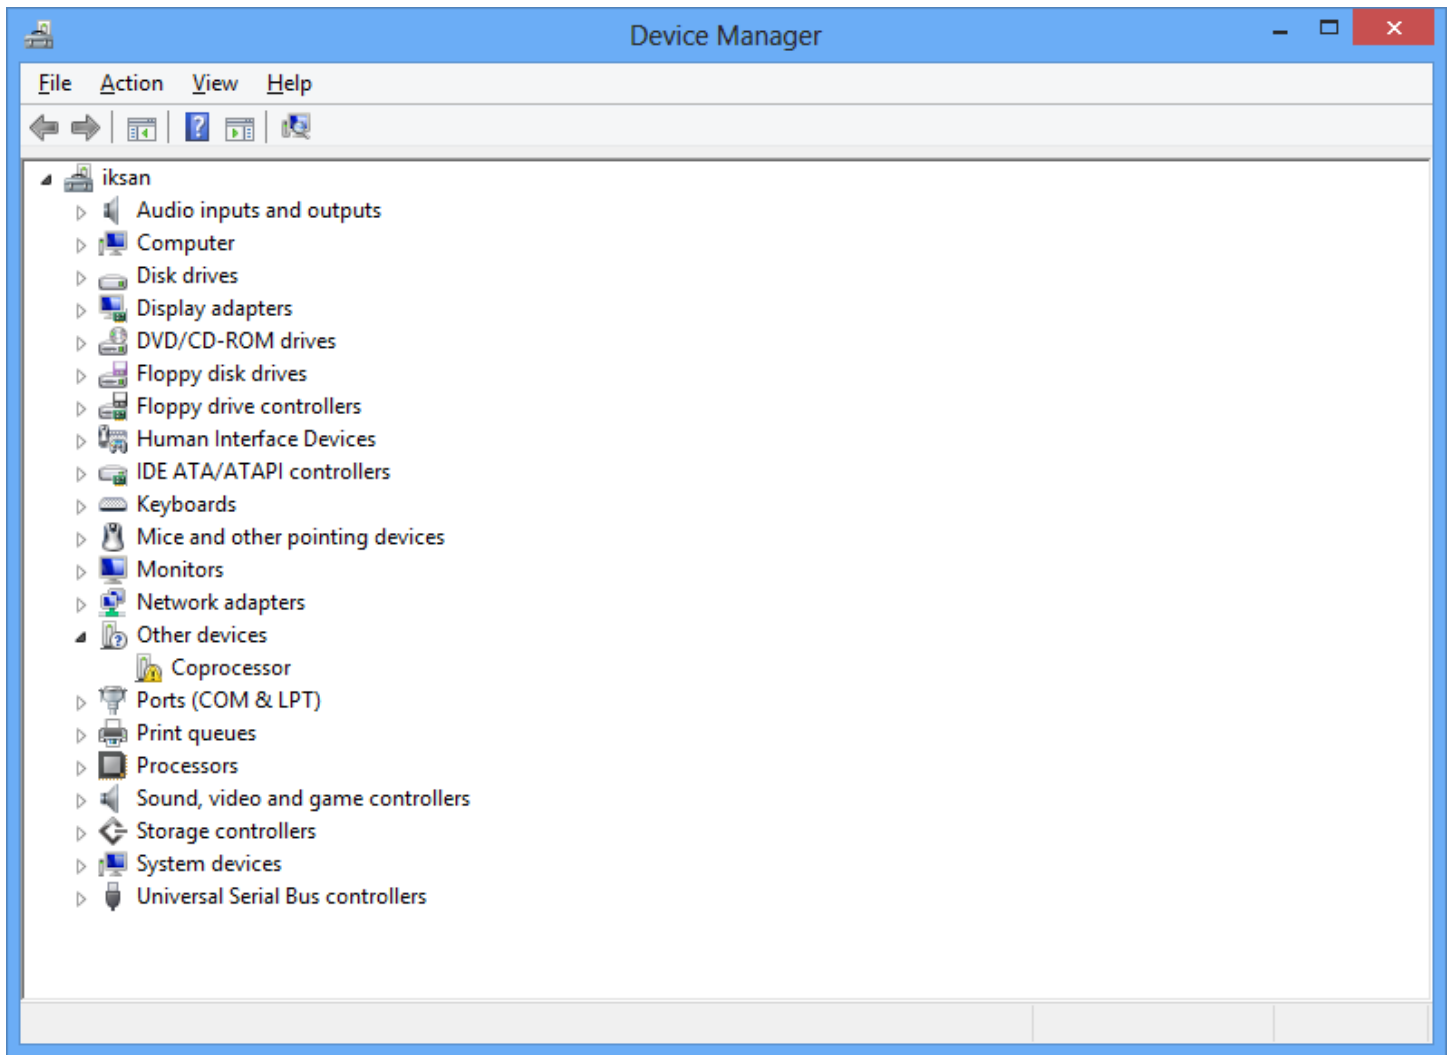 Device Manager
File Action View Help
iksan
Audio inputs and outputs
Computer
Disk drives
Display adapters
DVD/CD-ROM drives
Floppy disk drives
Floppy drive controllers
Human Interface Devices
IDE ATA/ATAPI controllers
Keyboards
Mice and other pointing devices
Monitors
Network adapters
Other devices
Coprocessor
Ports (COM & LPT)
Print queues
Processors
Sound, video and game controllers
Storage controllers
System devices
Universal Serial Bus controllers